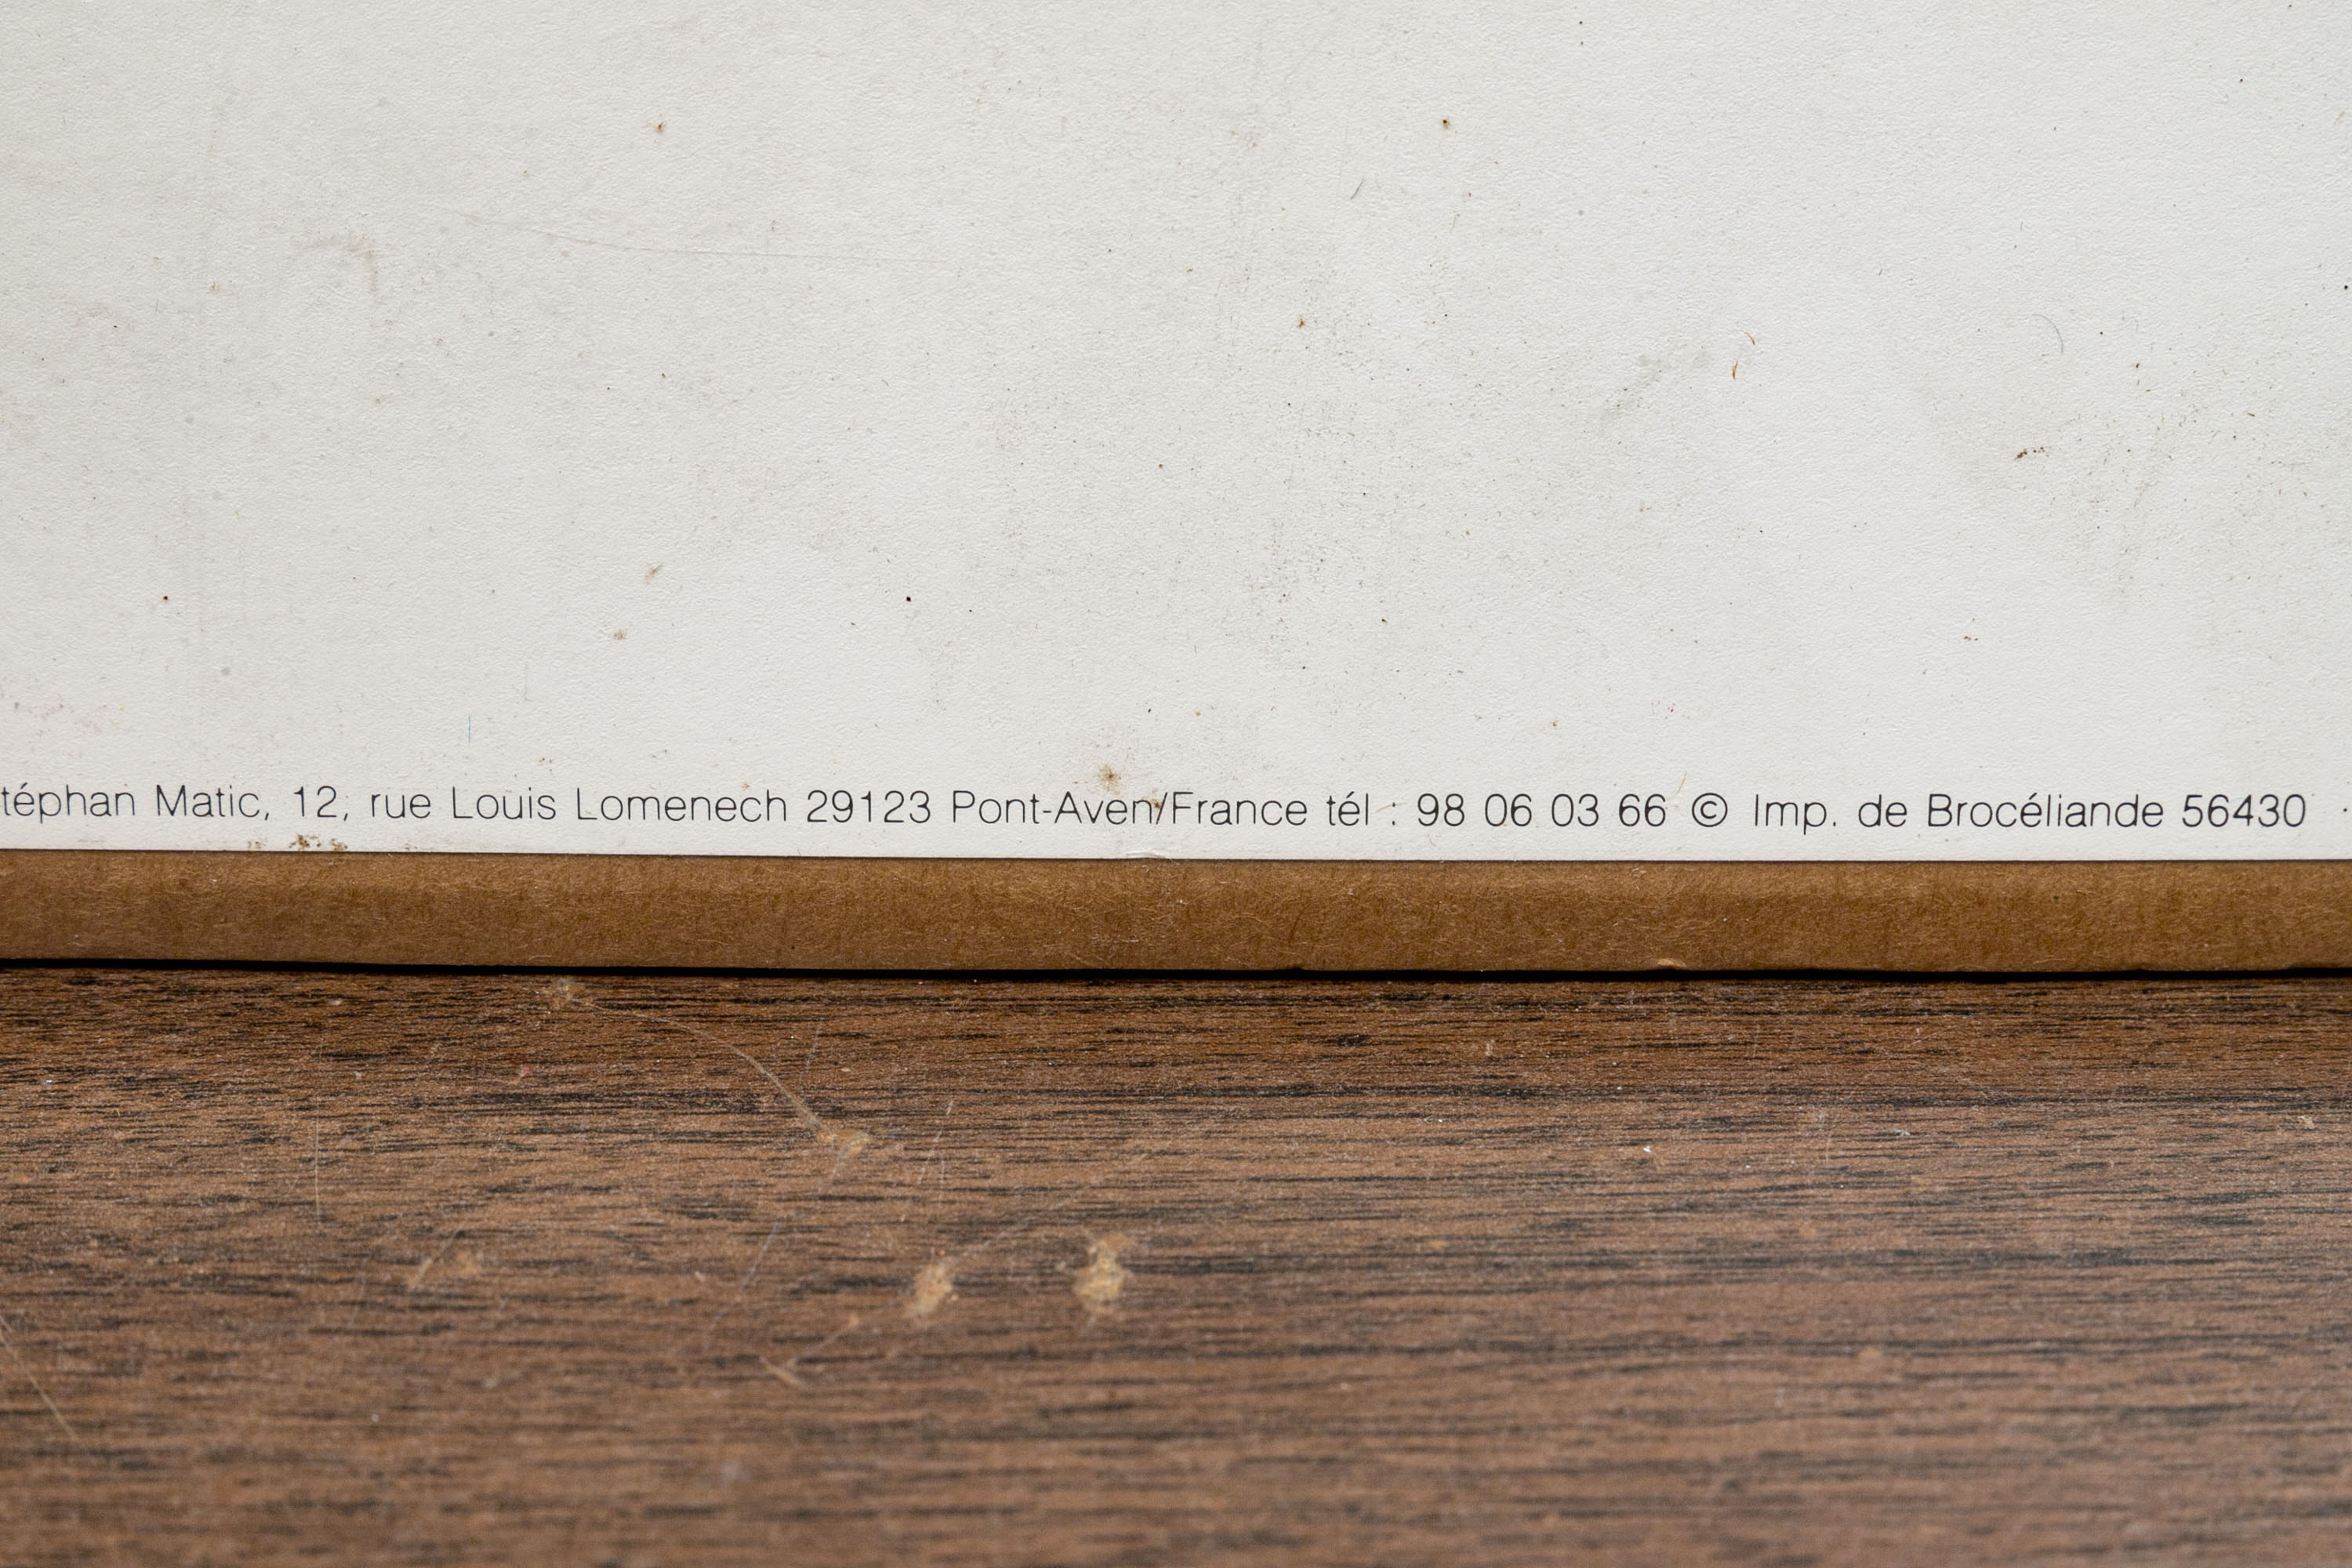 téphan Matic, 12, rue Louis Lomenech 29123 Pont-Aven/France tél : 98 06 03 66 © Imp. de Brocéliande 56430